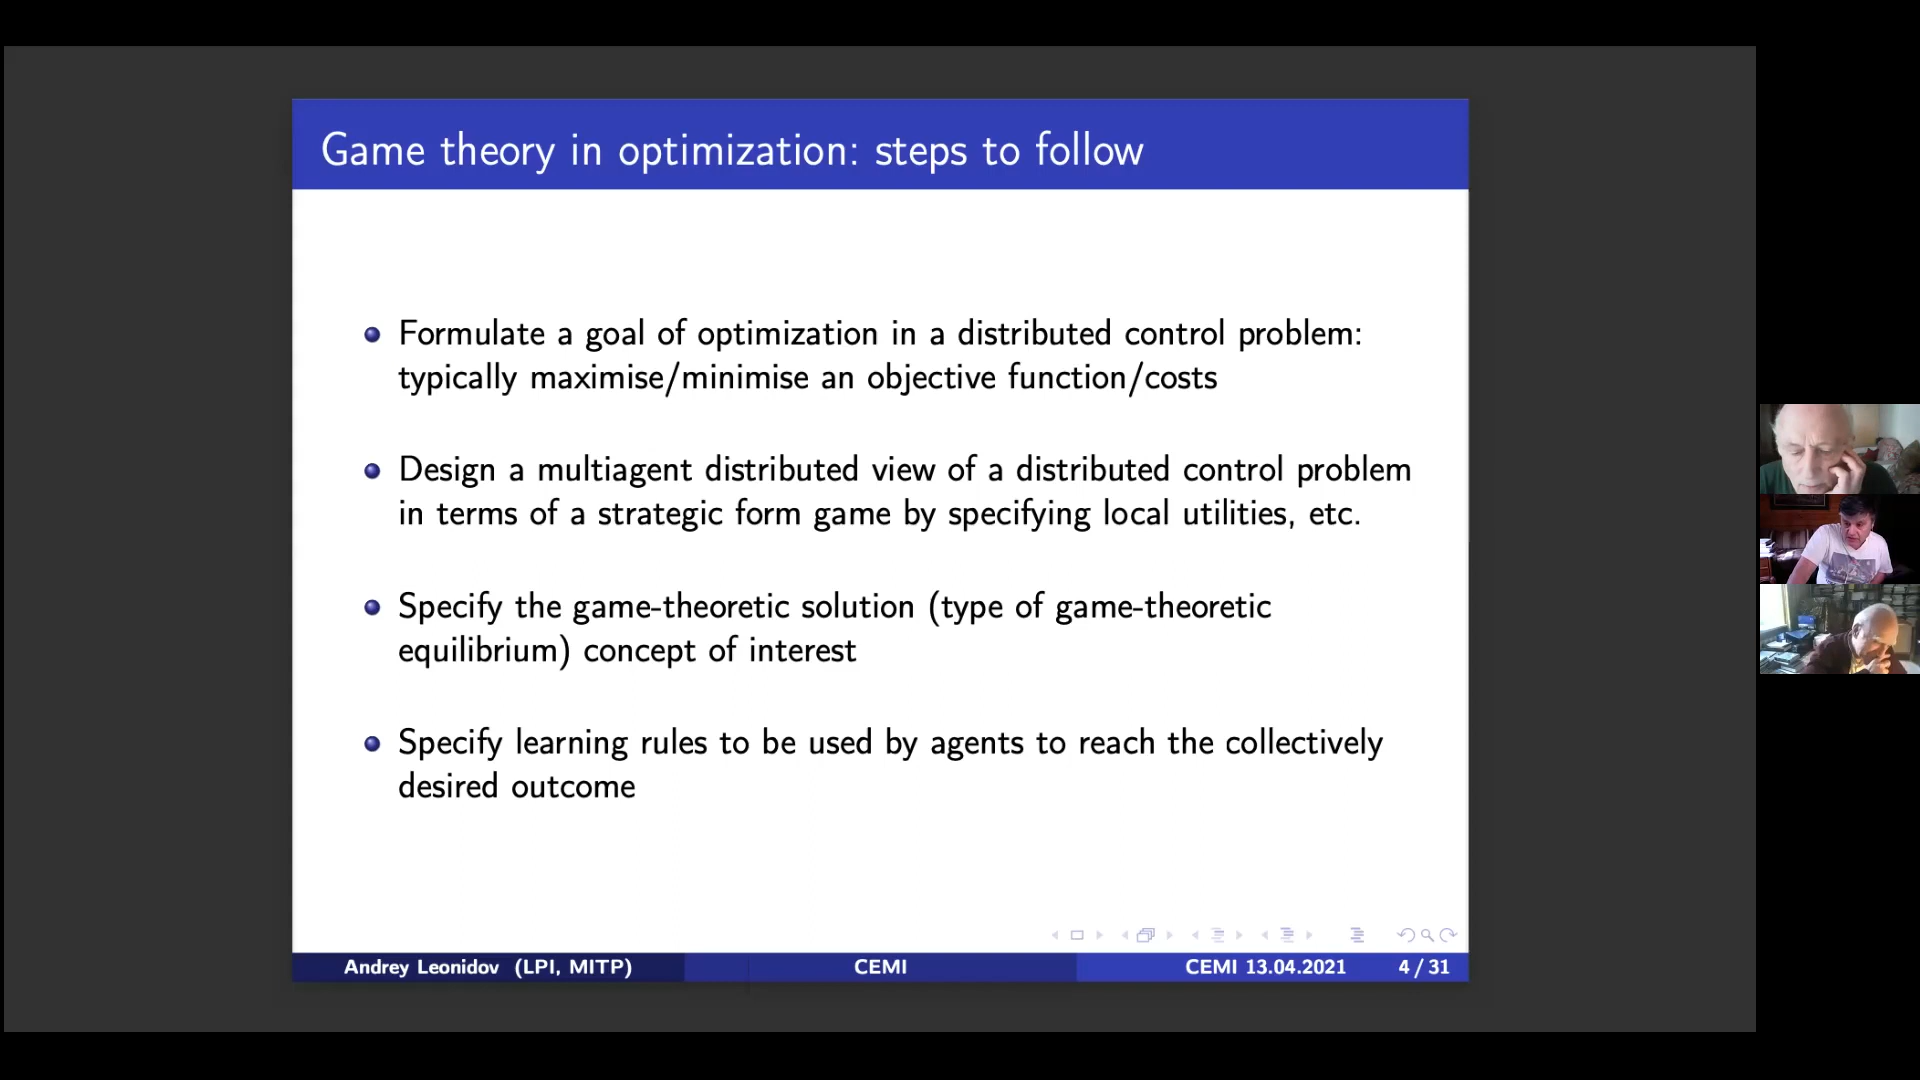 Game theory in optimization: steps to follow
Formulate a goal of optimization in a distributed control problem:
typically maximise/minimise an objective function/costs
Design a multiagent distributed view of a distributed control problem
in terms of a strategic form game by specifying local utilities, etc.
Specify the game-theoretic solution (type of game-theoretic
equilibrium) concept of interest
Specify learning rules to be used by agents to reach the collectively
desired outcome
Andrey Leonidov (LPI, MITP) CEMI CEMI 13.04.2021 4 / 31